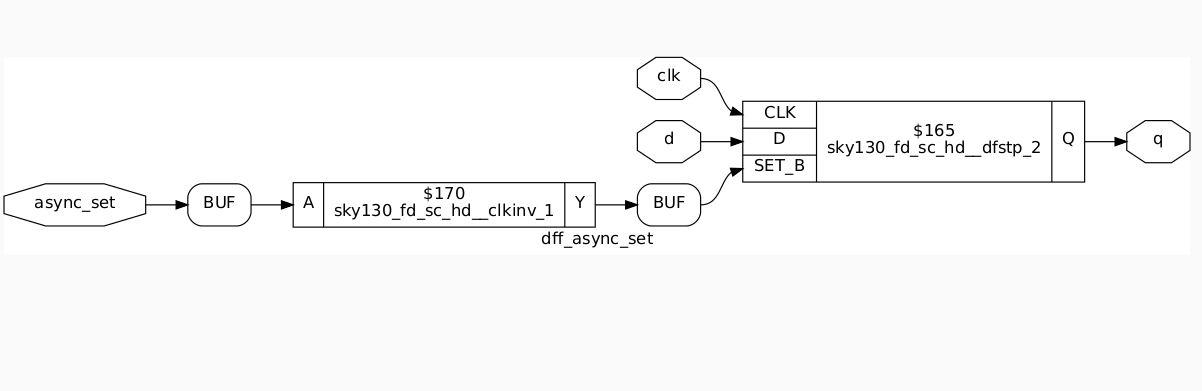 clk
d
CLK
D
SET_B
$165
sky130_fd_sc_hd__dfstp_2
Q
q
async_set
BUF
A
$170
sky130_fd_sc_hd__clkinv_1
Y
BUF
dff_async_set